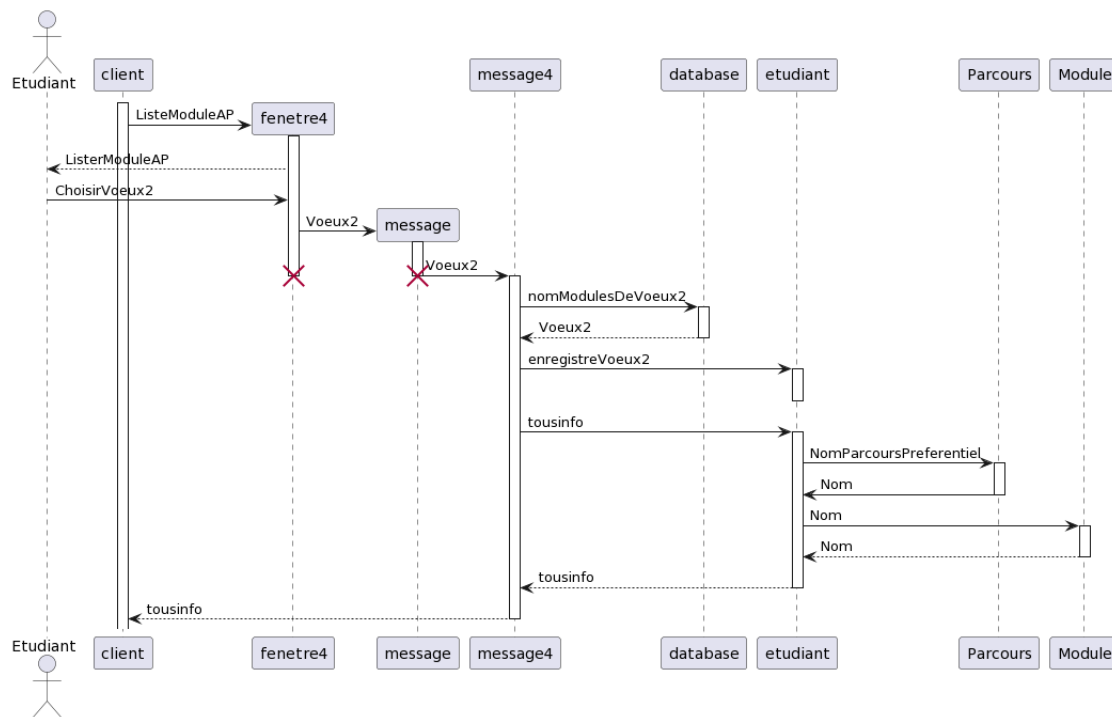 Etudiant
client
message4
database
etudiant
Parcours
Module
ListeModuleAP
fenetre4
ListerModuleAP
ChoisirVoeux2
message
Voeux2
Voeux2
nomModulesDeVoeux2
Voeux2
enregistreVoeux2
tousinfo
NomParcoursPreferentiel
Nom
Nom
Nom
tousinfo
tousinfo
Etudiant
client
fenetre4
message
message4
database
etudiant
Parcours
Module